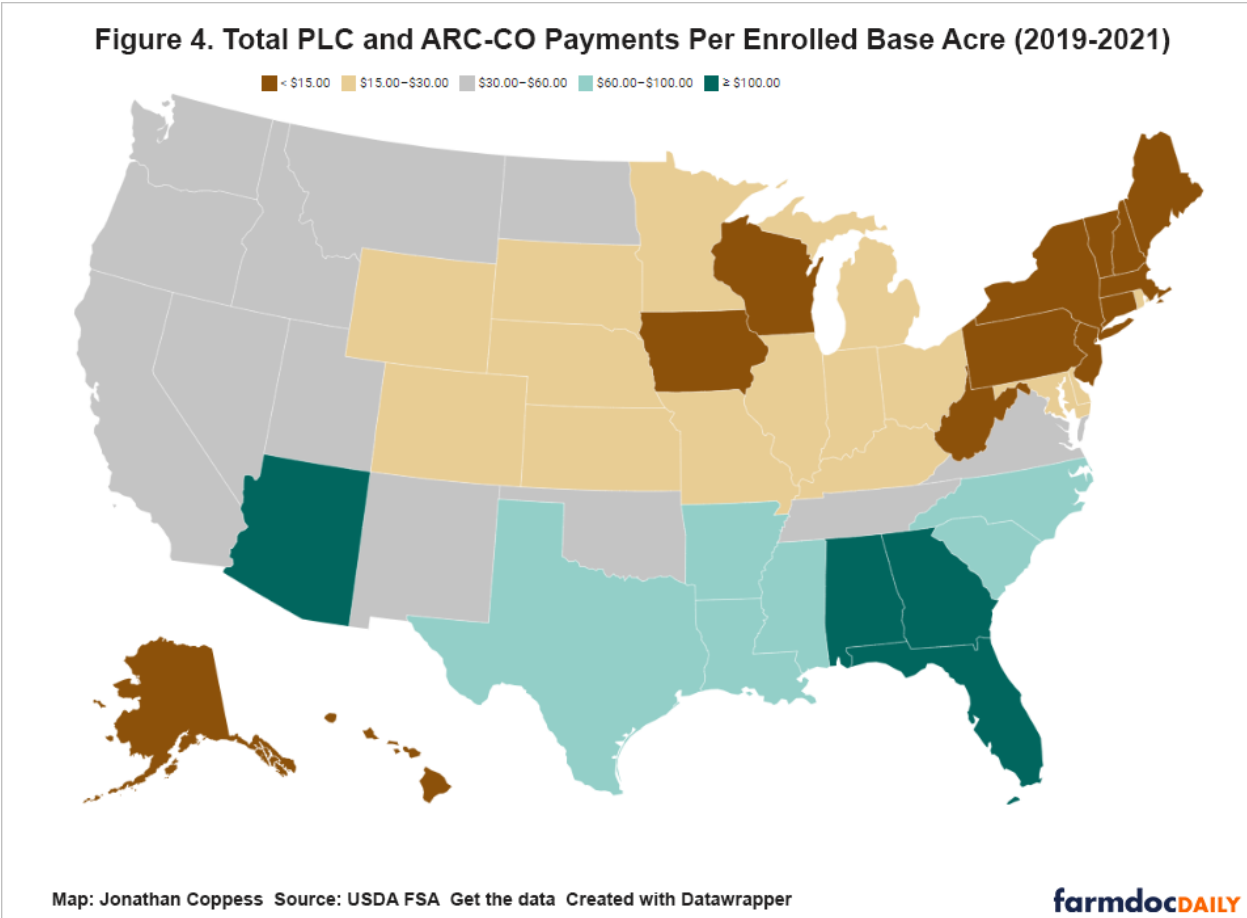 Figure 4. Total PLC and ARC-CO Payments Per Enrolled Base Acre (2019-2021)
< $15.00 $15.00–$30.00 $30.00–$60.00 $60.00–$100.00 ≥ $100.00
Map: Jonathan Coppess Source: USDA FSA Get the data Created with Datawrapper
farmdocDAILY